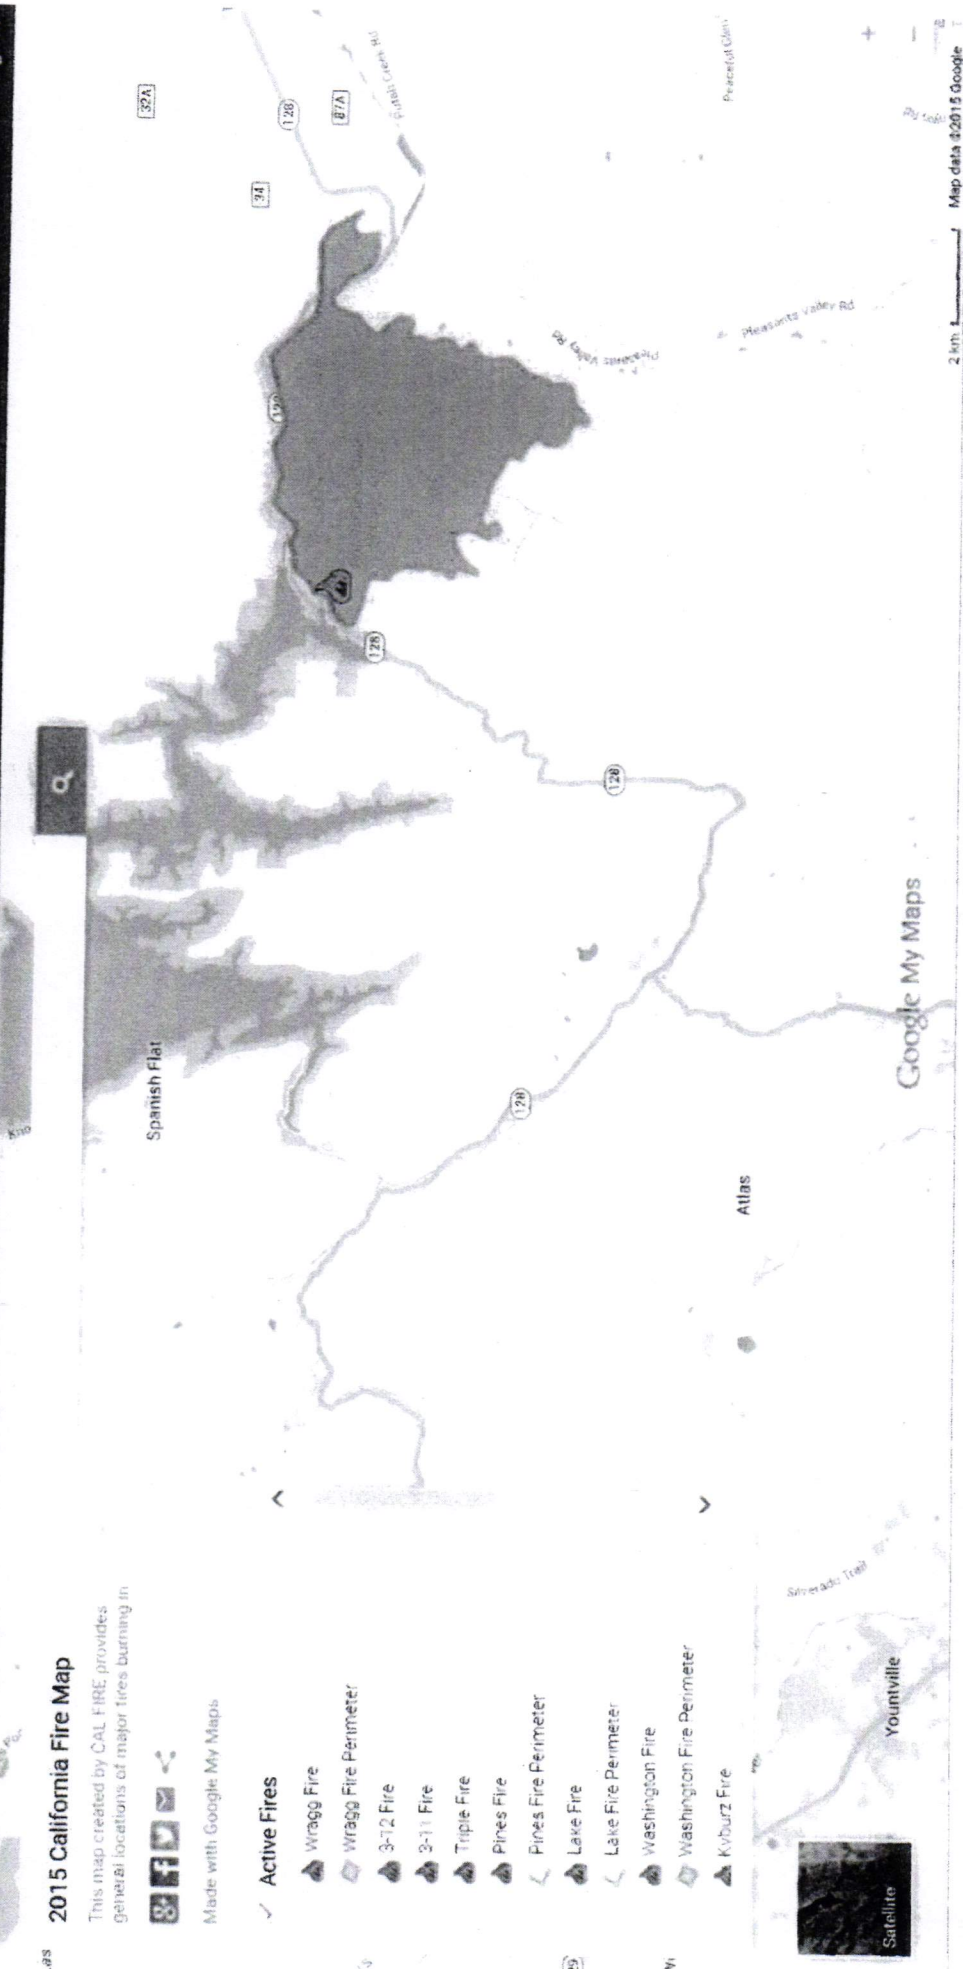 2015 California Fire Map
This map created by CAL FIRE provides
general locations of major fires burning in
Made with Google My Maps
Active Fires
Wragg Fire
Wragg Fire Perimeter
3-12 Fire
3-11 Fire
Triple Fire
Pines Fire
Pines Fire Perimeter
Lake Fire
Lake Fire Perimeter
Washington Fire
Washington Fire Perimeter
Kyburz Fire
Satellite
Yountville
Silverado Trail
Spanish Flat
Atlas
128
128
128
128
128
32A
34
87A
Putah Creek Rd
Pleasants Valley Rd
Pleasants Valley Rd
Google My Maps
2 km
Map data ©2015 Google